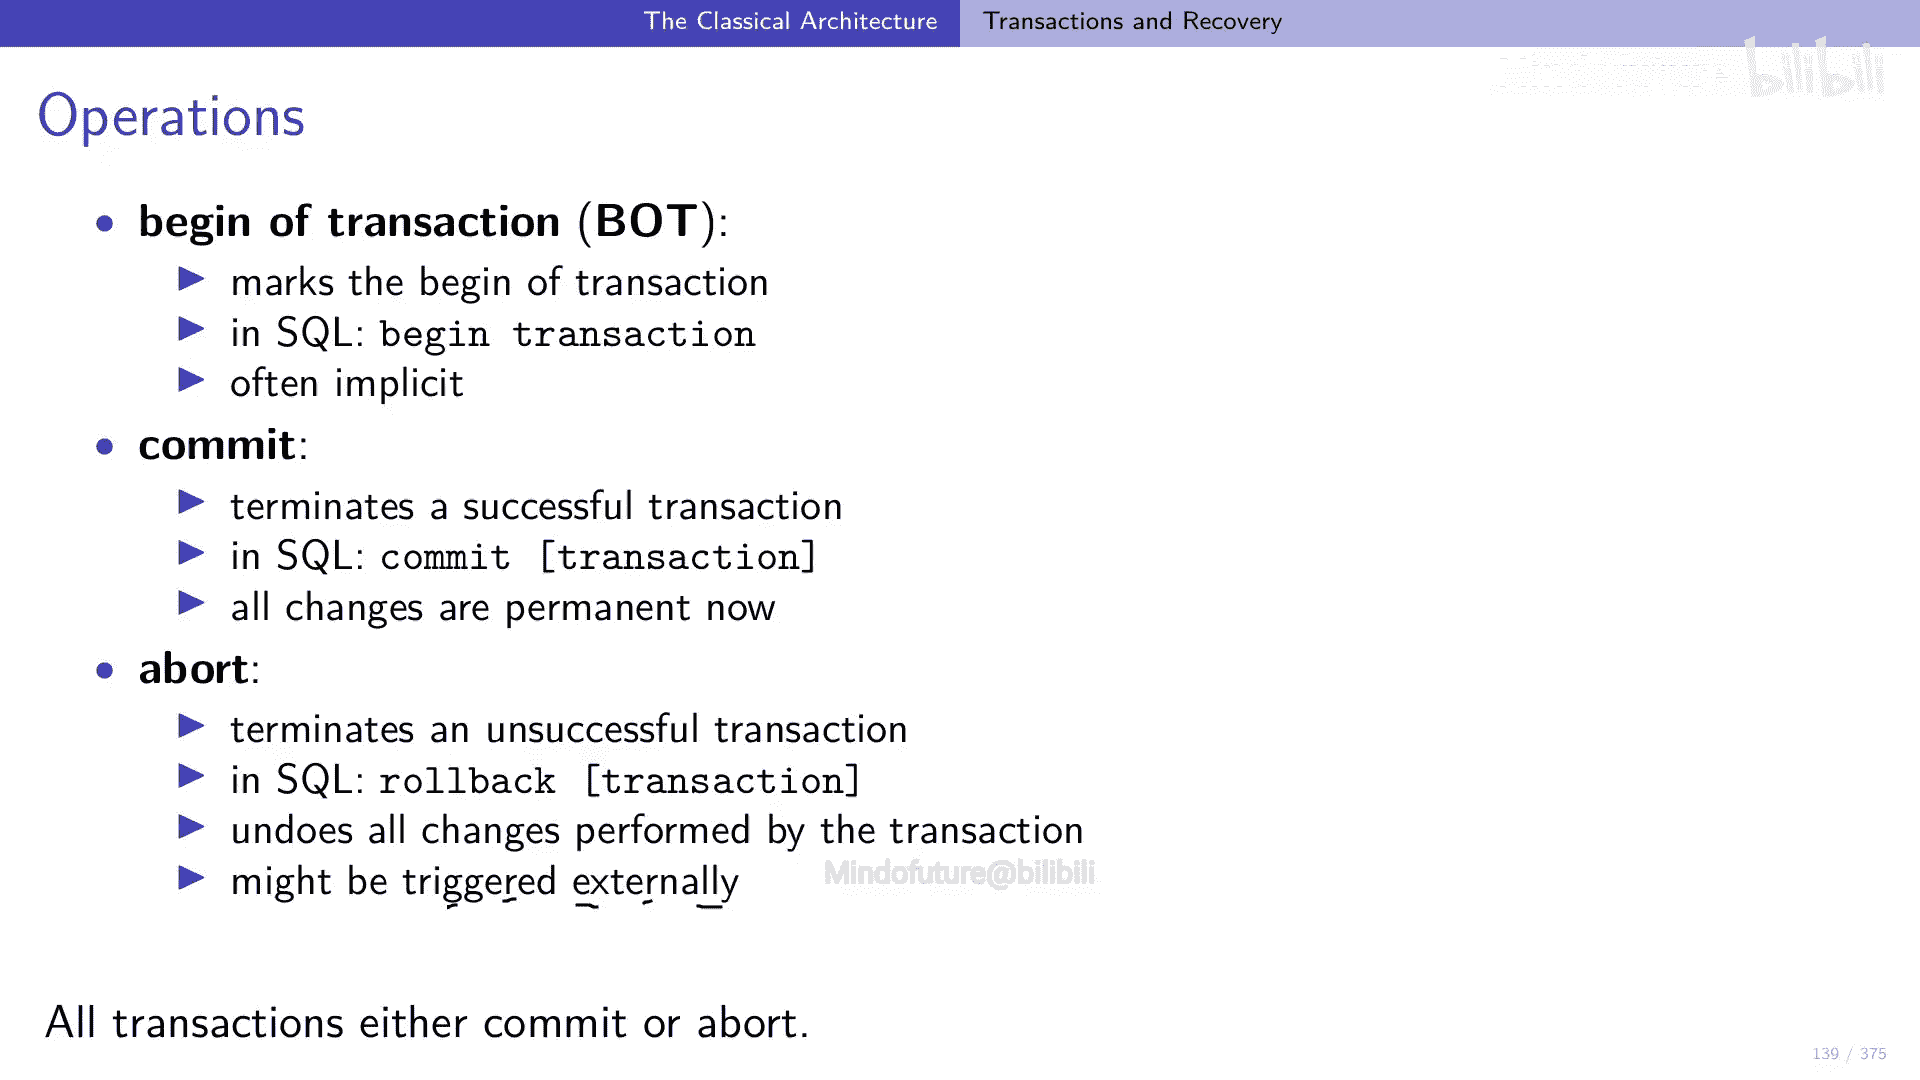 The Classical Architecture
Transactions and Recovery
bilibili
Operations
• begin of transaction (BOT):
▶ marks the begin of transaction
▶ in SQL: begin transaction
▶ often implicit
• commit:
▶ terminates a successful transaction
▶ in SQL: commit [transaction]
▶ all changes are permanent now
• abort:
▶ terminates an unsuccessful transaction
▶ in SQL: rollback [transaction]
▶ undoes all changes performed by the transaction
▶ might be triggered externally
Mindofuture@bilibili
All transactions either commit or abort.
139 / 375